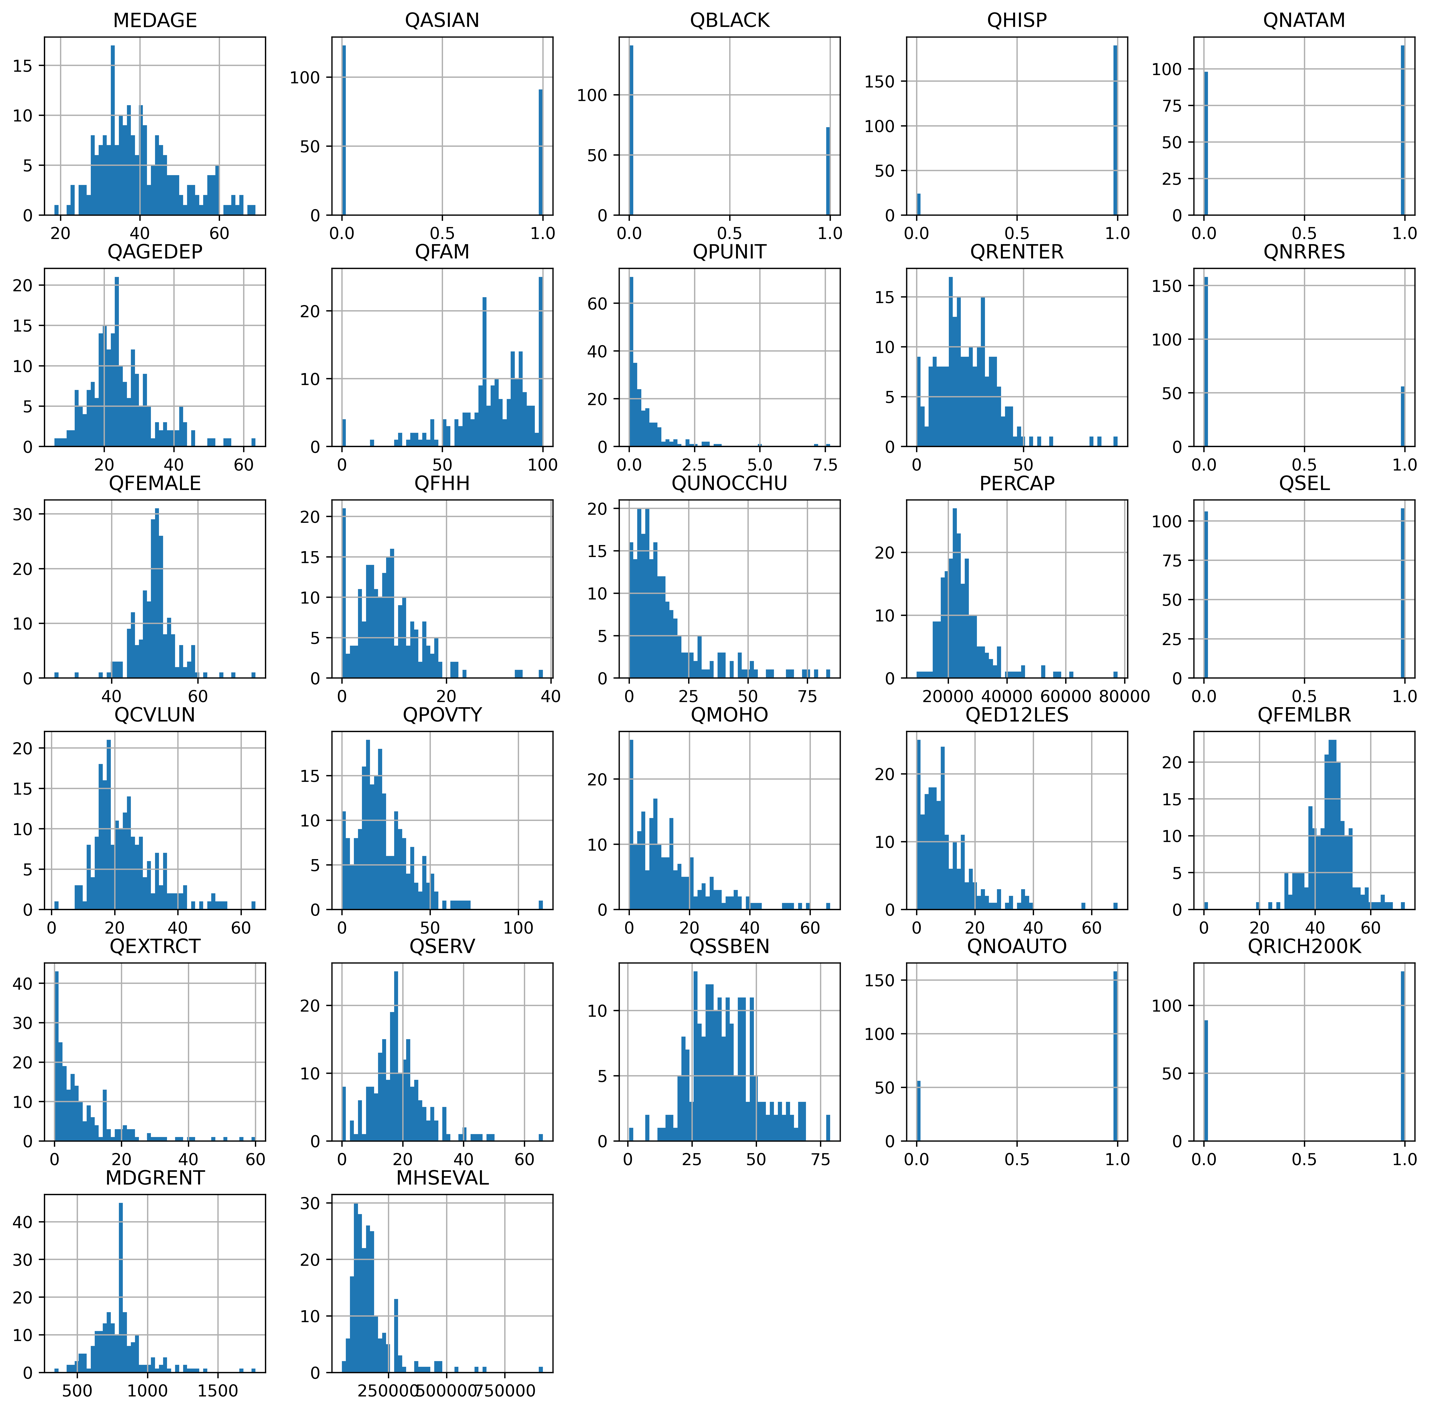 MEDAGE QASIAN QBLACK QHISP QNATAM
15 10 5 0 100 50 0 100 50 0 150 100 50 0 100 75 50 25 0
20 40 60 0.0 0.5 1.0 0.0 0.5 1.0 0.0 0.5 1.0 0.0 0.5 1.0
QAGEDEP QFAM QPUNIT QRENTER QNRRES
20 15 10 5 0 20 10 0 60 40 20 0 15 10 5 0 150 100 50 0
20 40 60 0 50 100 0.0 2.5 5.0 7.5 0 50 0.0 0.5 1.0
QFEMALE QFHH QUNOCCHU PERCAP QSEL
30 20 10 0 20 15 10 5 0 20 15 10 5 0 20 10 0 100 75 50 25 0
40 60 0 20 40 0 25 50 75 20000 40000 60000 80000 0.0 0.5 1.0
QCVLUN QPOVTY QMOHO QED12LES QFEMLBR
20 15 10 5 0 15 10 5 0 20 10 0 20 10 0 20 15 10 5 0
0 20 40 60 0 50 100 0 20 40 60 0 20 40 60 0 20 40 60
QEXTRCT QSERV QSSBEN QNOAUTO QRICH200K
40 30 20 10 0 20 10 0 10 5 0 150 100 50 0 100 50 0
0 20 40 60 0 20 40 60 0 25 50 75 0.0 0.5 1.0 0.0 0.5 1.0
MDGRENT MHSEVAL
40 30 20 10 0 30 20 10 0
500 1000 1500 250000 500000 750000